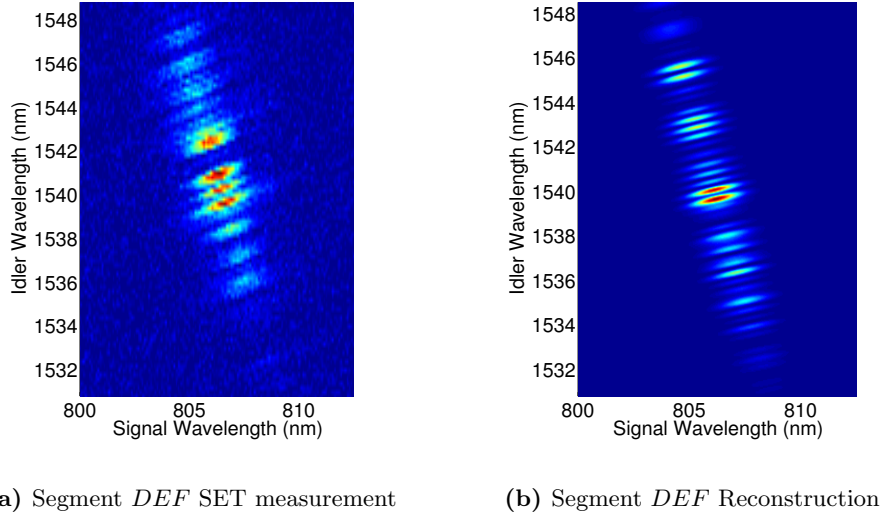 1548
1546
1544
1542
1540
1538
1536
1534
1532
Idler Wavelength (nm)
800 805 810
Signal Wavelength (nm)
1548
1546
1544
1542
1540
1538
1536
1534
1532
Idler Wavelength (nm)
800 805 810
Signal Wavelength (nm)
a) Segment DEF SET measurement
(b) Segment DEF Reconstruction